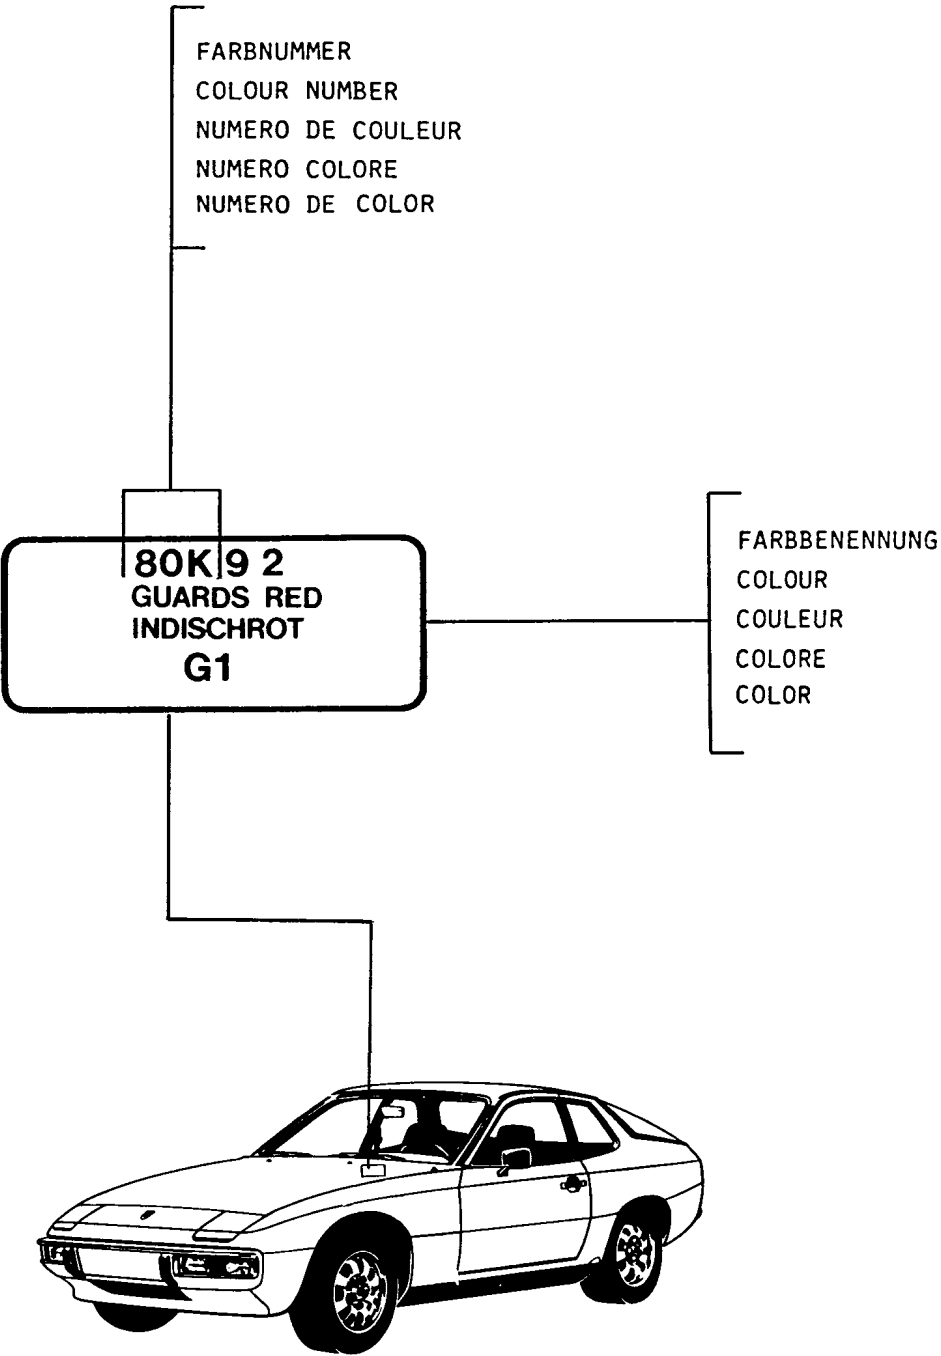 FARBNUMMER
COLOUR NUMBER
NUMERO DE COULEUR
NUMERO COLORE
NUMERO DE COLOR
80K 9 2
GUARDS RED
INDISCHROT
G1
FARBBENENNUNG
COLOUR
COULEUR
COLORE
COLOR